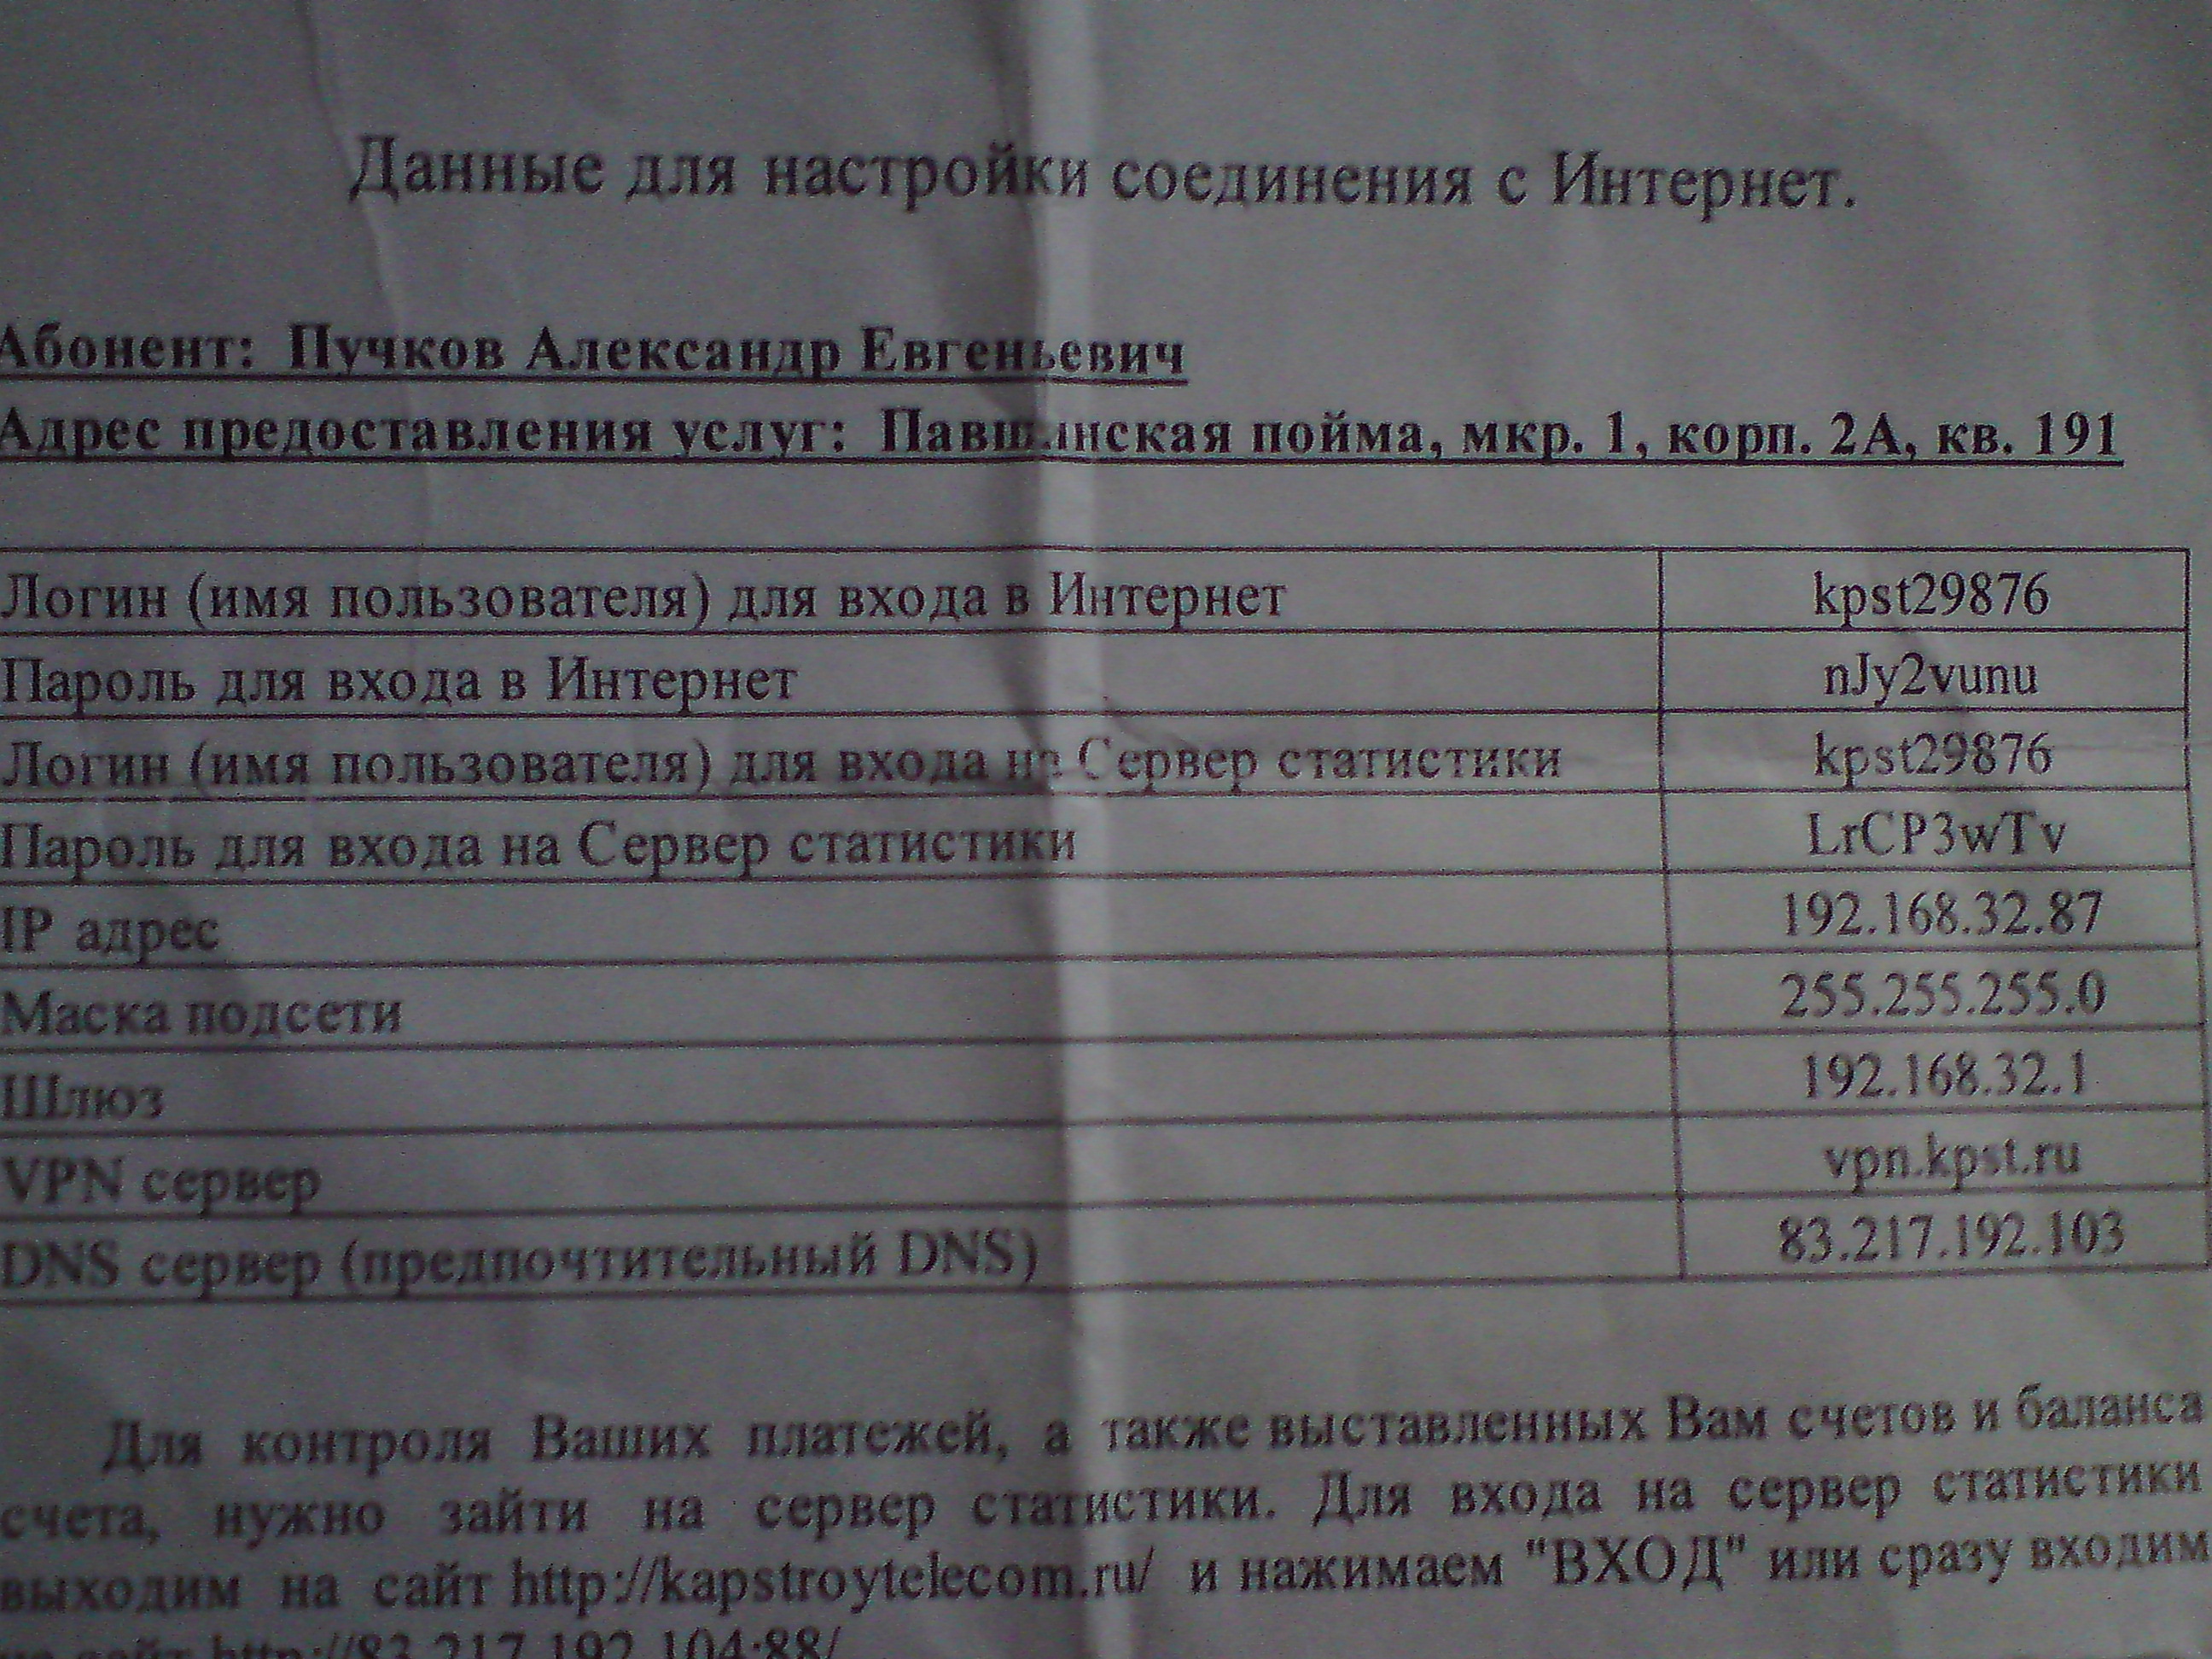 Данные для настройки соединения с Интернет.
Абонент: Пучков Александр Евгеньевич
Адрес предоставления услуг: Павшинская пойма, мкр. 1, корп. 2А, кв. 191
Логин (имя пользователя) для входа в Интернет kpst29876
Пароль для входа в Интернет nJy2vunu
Логин (имя пользователя) для входа на Сервер статистики kpst29876
Пароль для входа на Сервер статистики LrCP3wTv
IP адрес 192.168.32.87
Маска подсети 255.255.255.0
Шлюз 192.168.32.1
VPN сервер vpn.kpst.ru
DNS сервер (предпочтительный DNS) 83.217.192.103
Для контроля Ваших платежей, а также выставленных Вам счетов и баланса
счета, нужно зайти на сервер статистики. Для входа на сервер статистики
выходим на сайт http://kapstroytelecom.ru/ и нажимаем "ВХОД" или сразу входим
на сайт http://83.217.192.104:88/